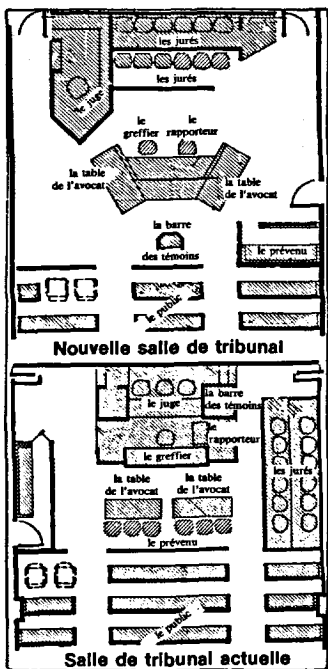 les jurés
les jurés
le juge
le
greffier
le
rapporteur
la table
de l'avocat
la table
de l'avocat
la barre
des témoins
le prévenu
le public
Nouvelle salle de tribunal
le juge
la barre
des témoins
le
rapporteur
le greffier
les jurés
la table
de l'avocat
la table
de l'avocat
le prévenu
le public
Salle de tribunal actuelle